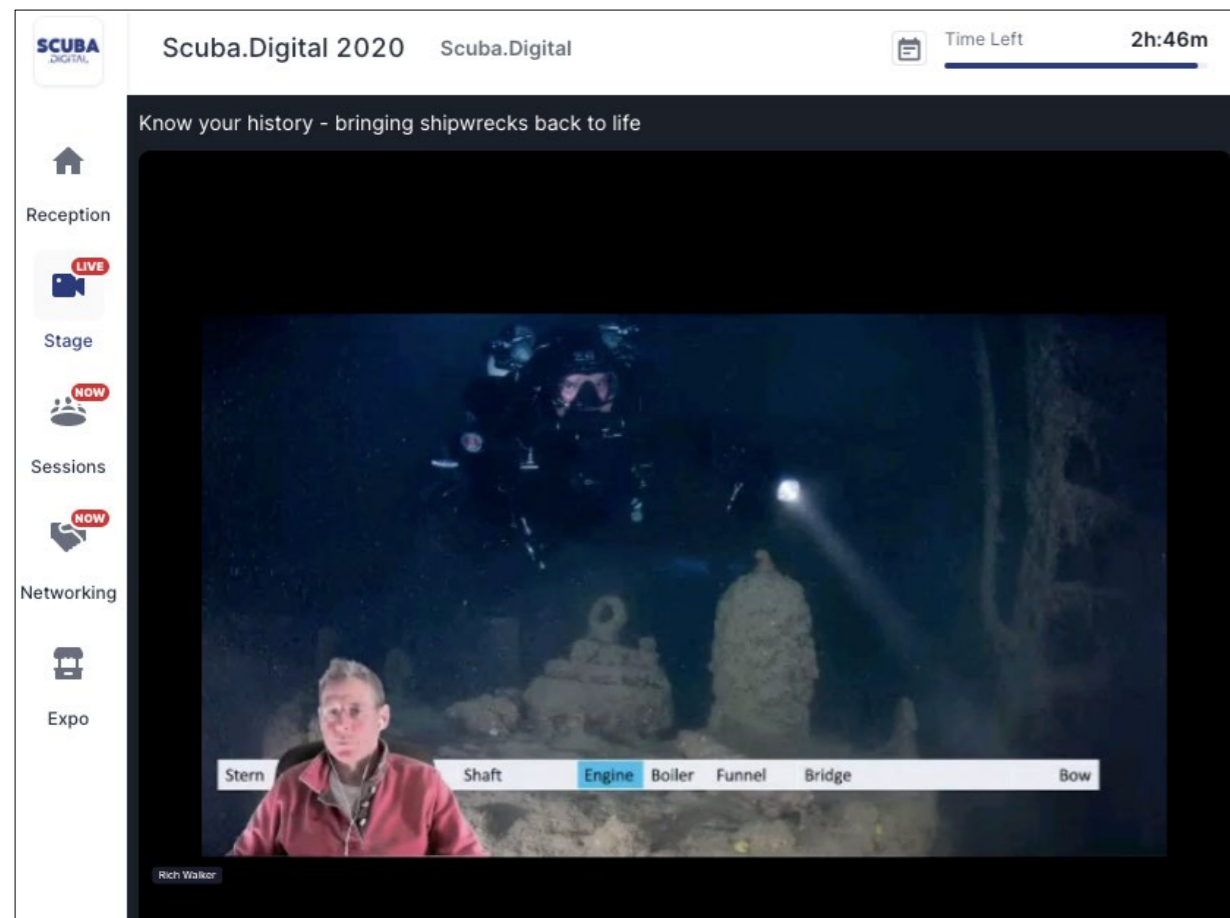 SCUBA
.DIGITAL
Scuba.Digital 2020 Scuba.Digital
Time Left 2h:46m
Know your history - bringing shipwrecks back to life
Reception
LIVE
Stage
NOW
Sessions
NOW
Networking
Expo
Stern Shaft Engine Boiler Funnel Bridge Bow
Rich Walker